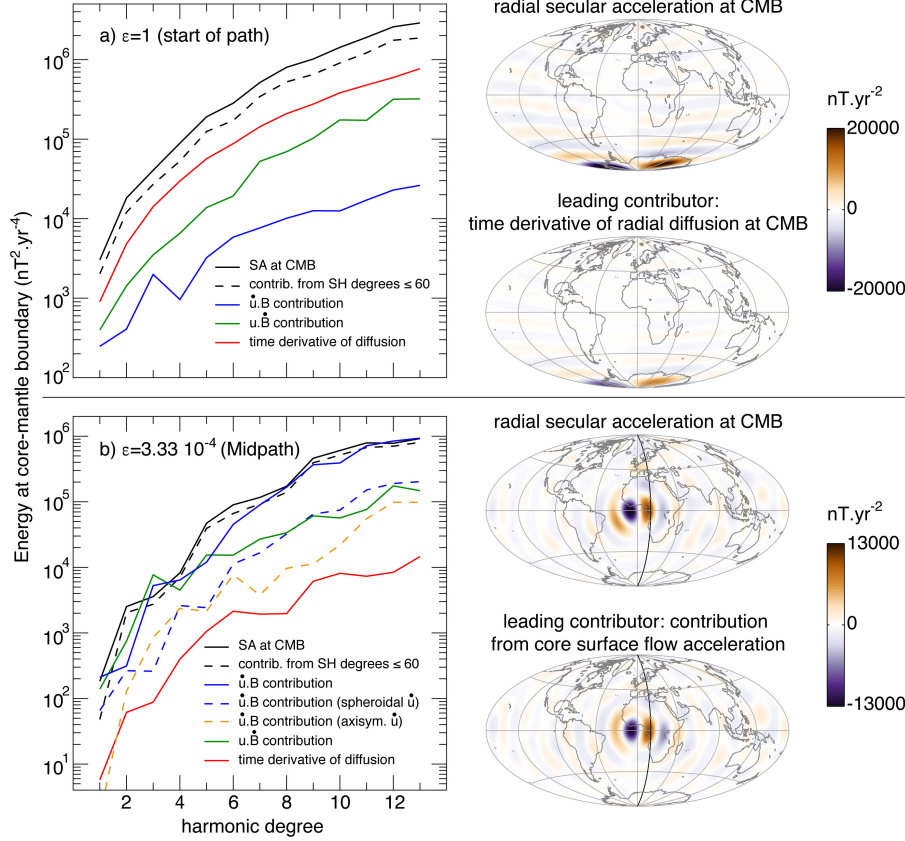 a) ε=1 (start of path)
10⁶
10⁵
10⁴
10³
10²
SA at CMB
contrib. from SH degrees ≤ 60
u̇.B contribution
u.Ḃ contribution
time derivative of diffusion
radial secular acceleration at CMB
nT.yr⁻²
20000
0
-20000
leading contributor:
time derivative of radial diffusion at CMB
Energy at core-mantle boundary (nT².yr⁻⁴)
b) ε=3.33 10⁻⁴ (Midpath)
10⁶
10⁵
10⁴
10³
10²
10¹
SA at CMB
contrib. from SH degrees ≤ 60
u̇.B contribution
u̇.B contribution (spheroidal u̇)
u̇.B contribution (axisym. u̇)
u.Ḃ contribution
time derivative of diffusion
2 4 6 8 10 12
harmonic degree
radial secular acceleration at CMB
nT.yr⁻²
13000
0
-13000
leading contributor: contribution
from core surface flow acceleration